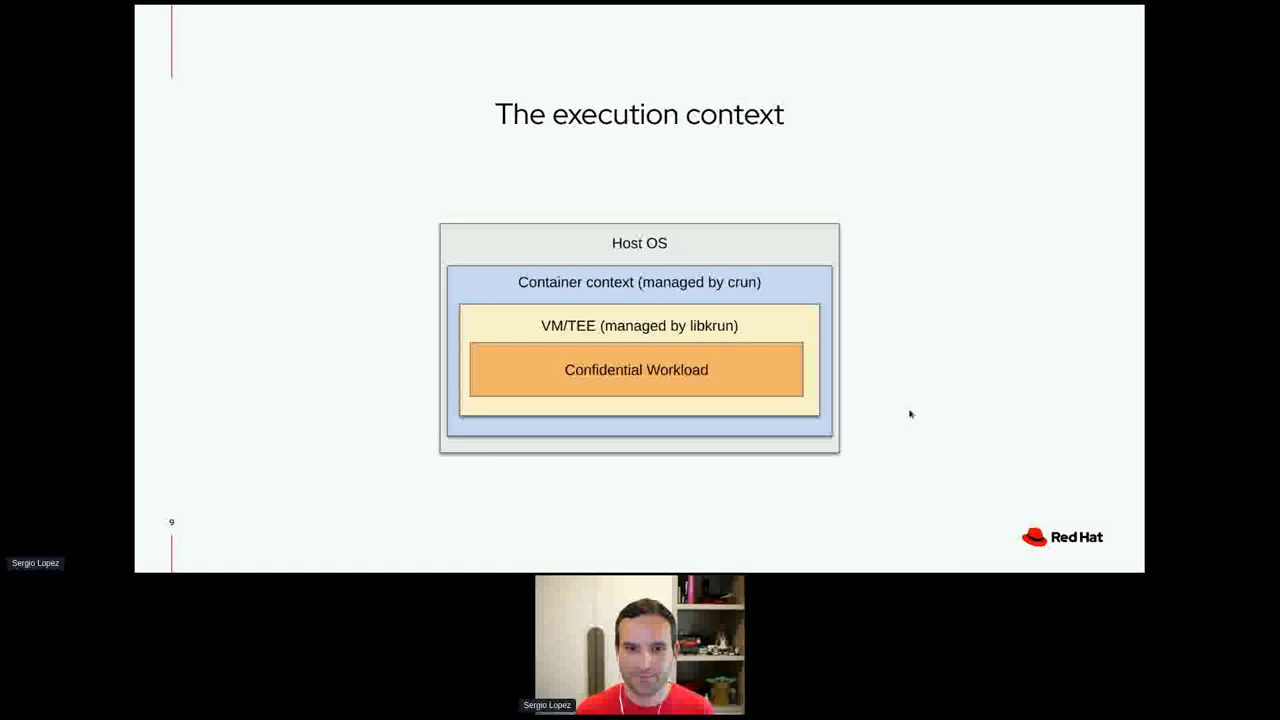 The execution context
Host OS
Container context (managed by crun)
VM/TEE (managed by libkrun)
Confidential Workload
9
Red Hat
Sergio Lopez
Sergio Lopez